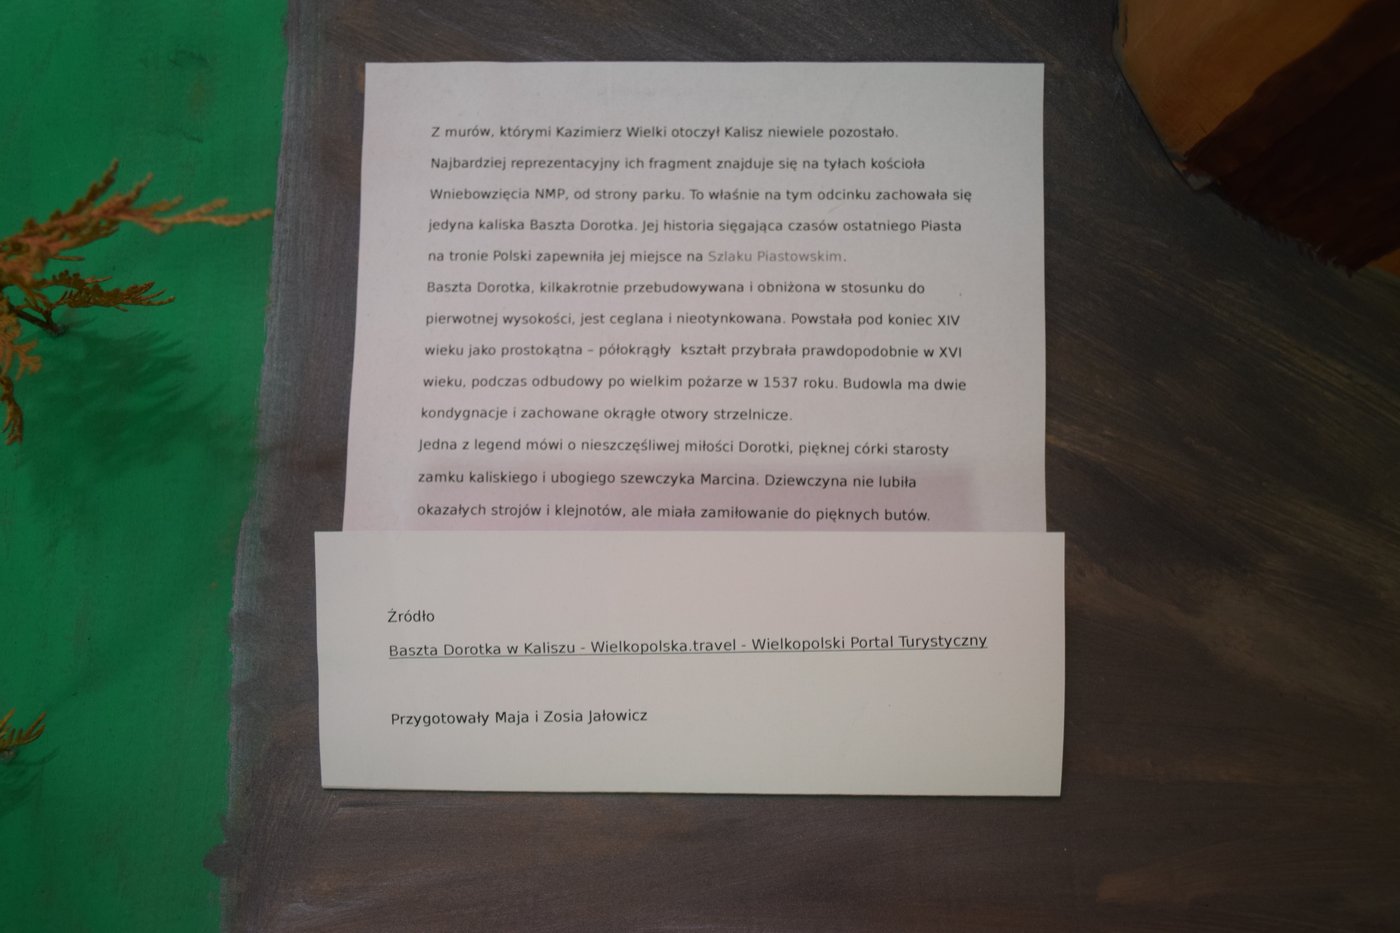 Z murów, którymi Kazimierz Wielki otoczył Kalisz niewiele pozostało.
Najbardziej reprezentacyjny ich fragment znajduje się na tyłach kościoła
Wniebowzięcia NMP, od strony parku. To właśnie na tym odcinku zachowała się
jedyna kaliska Baszta Dorotka. Jej historia sięgająca czasów ostatniego Piasta
na tronie Polski zapewniła jej miejsce na Szlaku Piastowskim.
Baszta Dorotka, kilkakrotnie przebudowywana i obniżona w stosunku do
pierwotnej wysokości, jest ceglana i nieotynkowana. Powstała pod koniec XIV
wieku jako prostokątna – półokrągły kształt przybrała prawdopodobnie w XVI
wieku, podczas odbudowy po wielkim pożarze w 1537 roku. Budowla ma dwie
kondygnacje i zachowane okrągłe otwory strzelnicze.
Jedna z legend mówi o nieszczęśliwej miłości Dorotki, pięknej córki starosty
zamku kaliskiego i ubogiego szewczyka Marcina. Dziewczyna nie lubiła
okazałych strojów i klejnotów, ale miała zamiłowanie do pięknych butów.
Źródło
Baszta Dorotka w Kaliszu - Wielkopolska.travel - Wielkopolski Portal Turystyczny
Przygotowały Maja i Zosia Jałowicz